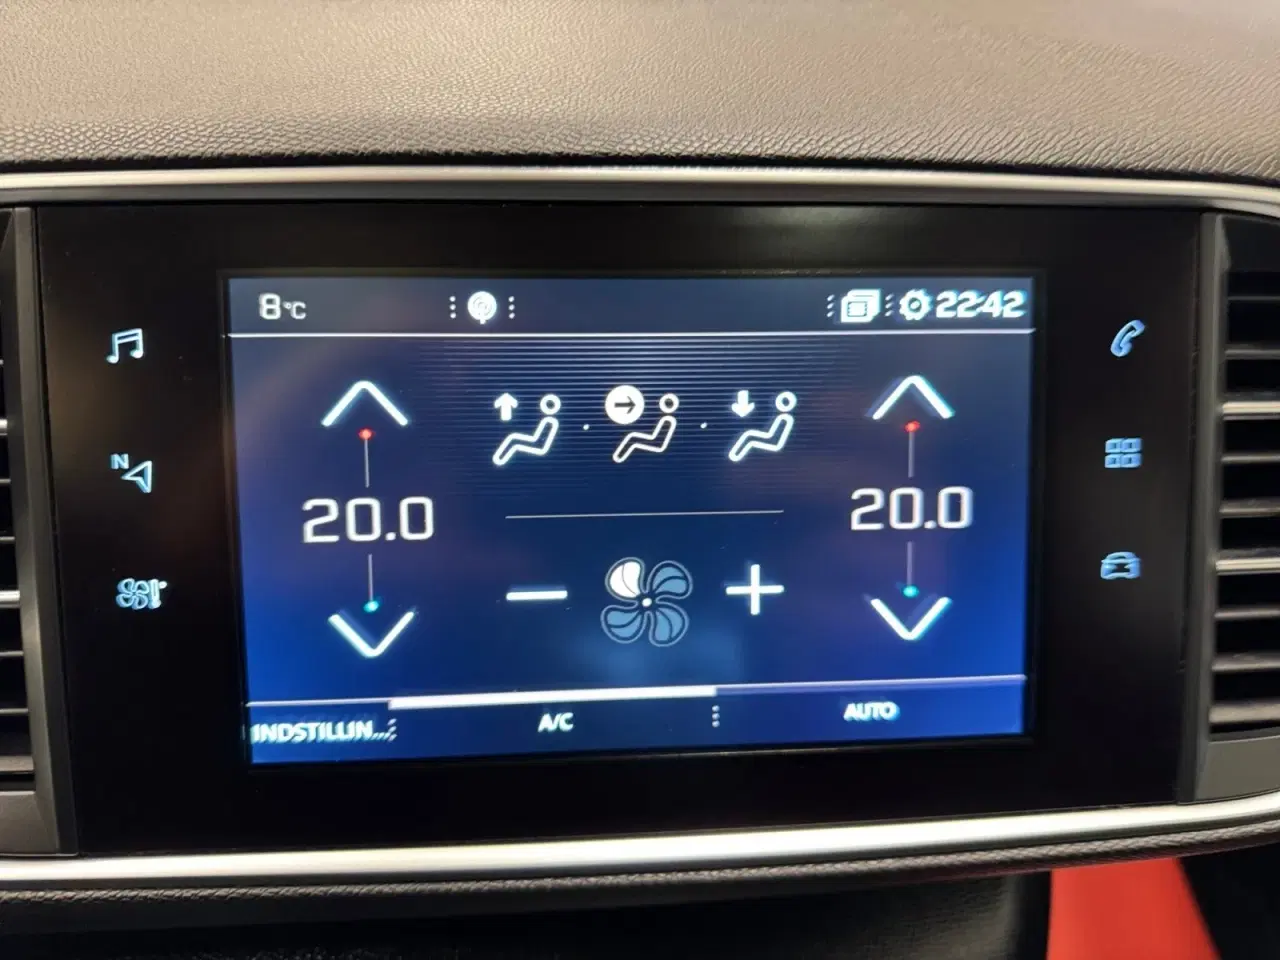 8°C 22:42
N
20.0 20.0
INDSTILLIN... A/C AUTO